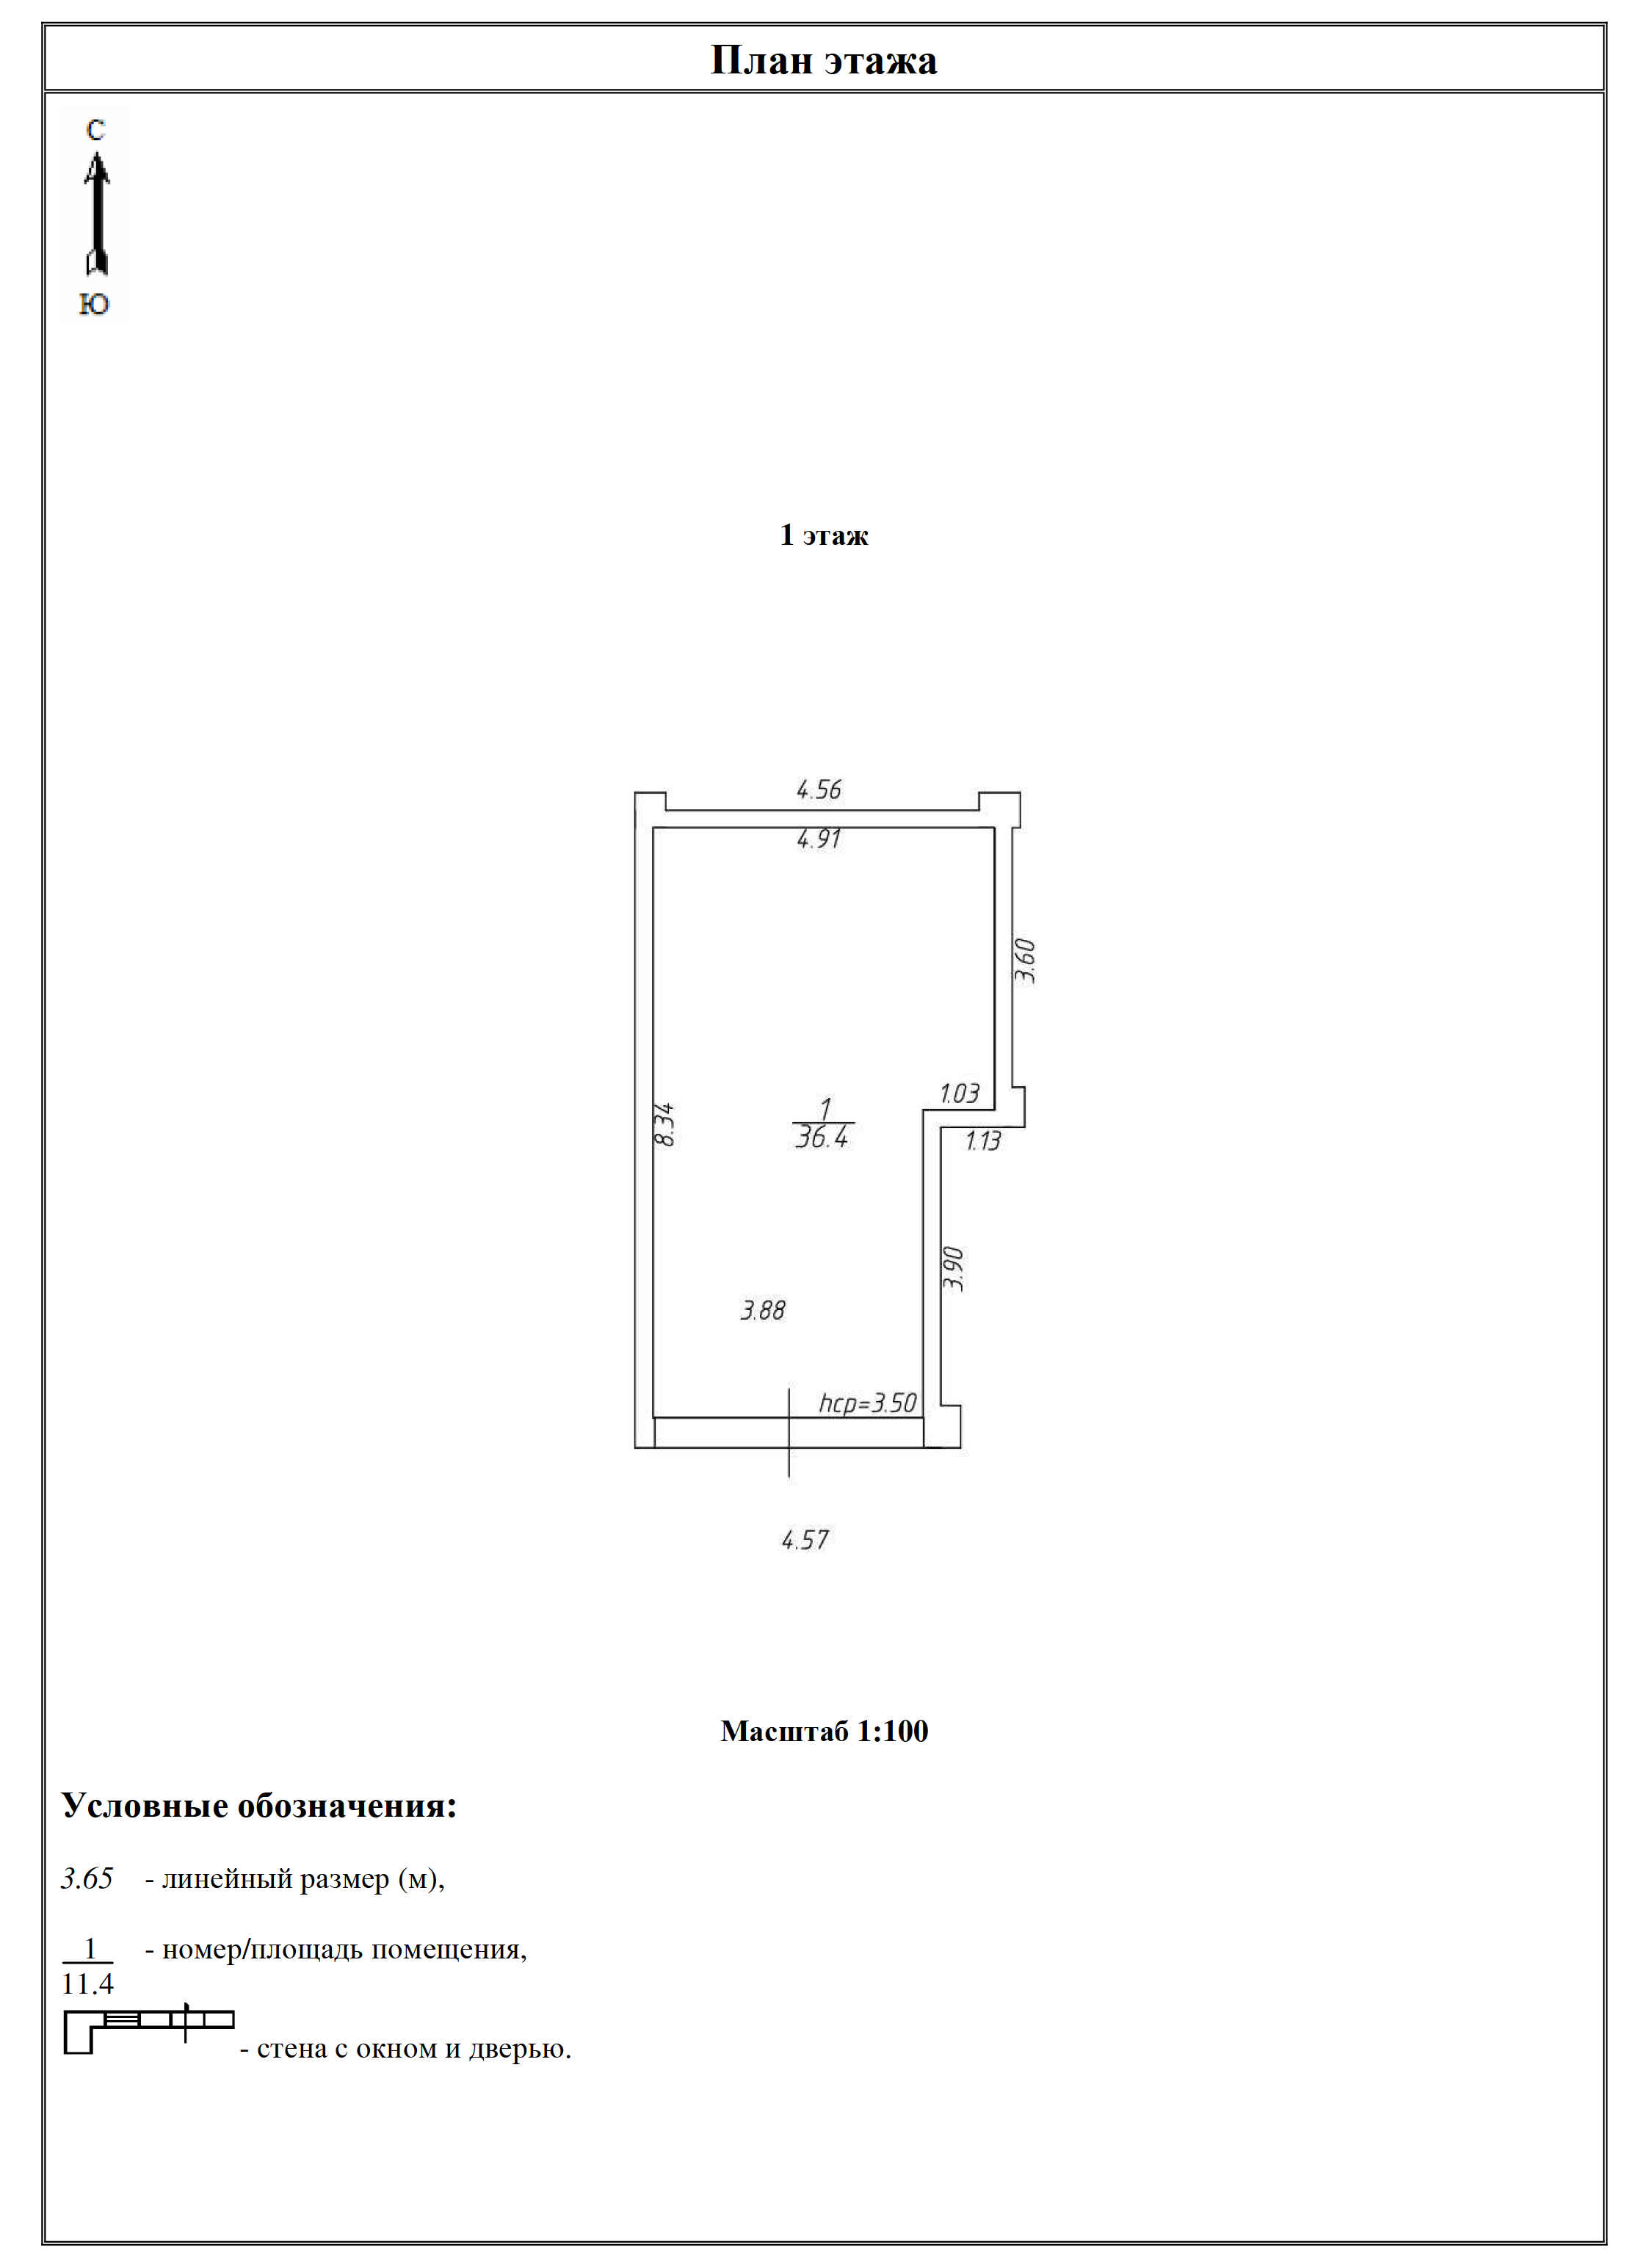 План этажа
С
Ю
1 этаж
4.56
4.91
3.60
1.03
8.34
1
36.4
1.13
3.90
3.88
hср=3.50
4.57
Масштаб 1:100
Условные обозначения:
3.65 - линейный размер (м),
1 - номер/площадь помещения,
11.4
- стена с окном и дверью.